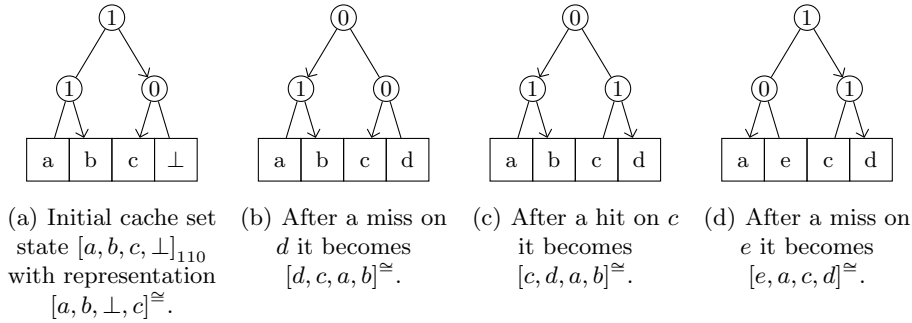 1
1 0
a b c ⊥
0
1 0
a b c d
0
1 1
a b c d
1
0 1
a e c d
(a) Initial cache set
state [a, b, c, ⊥]₁₁₀
with representation
[a, b, ⊥, c]^≅.
(b) After a miss on
d it becomes
[d, c, a, b]^≅.
(c) After a hit on c
it becomes
[c, d, a, b]^≅.
(d) After a miss on
e it becomes
[e, a, c, d]^≅.